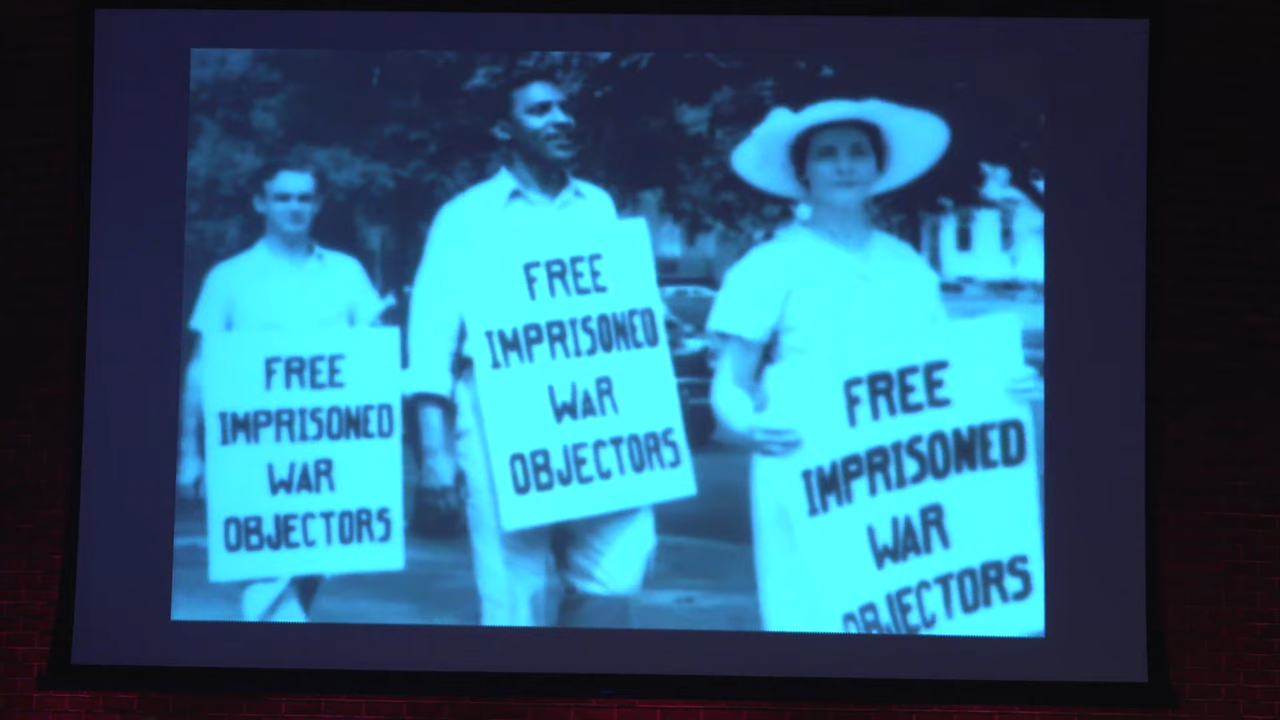 FREE
IMPRISONED
WAR
OBJECTORS
FREE
IMPRISONED
WAR
OBJECTORS
FREE
IMPRISONED
WAR
OBJECTORS